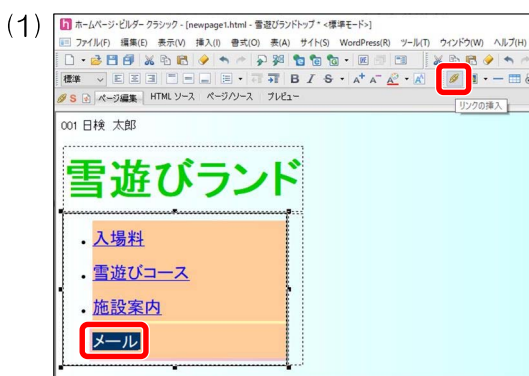 (1)
ホームページ・ビルダー クラシック - [newpage1.html - 雪遊びランドトップ * <標準モード>]
ファイル(F) 編集(E) 表示(V) 挿入(I) 書式(O) 表(A) サイト(S) WordPress(R) ツール(T) ウィンドウ(W) ヘルプ(H)
標準
S ページ編集 HTML ソース ページ/ソース プレビュー
リンクの挿入
001 日検 太郎
雪遊びランド
・入場料
・雪遊びコース
・施設案内
メール